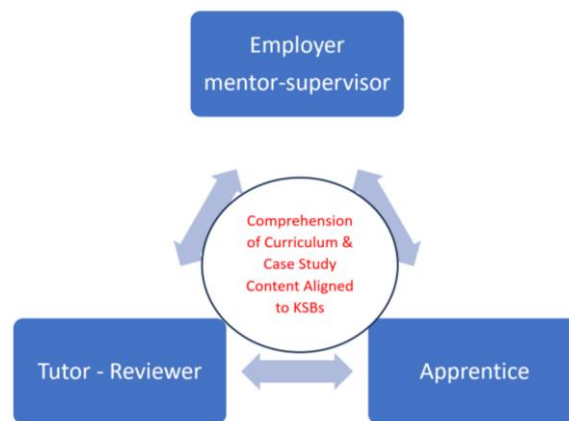 Employer
mentor-supervisor
Comprehension
of Curriculum &
Case Study
Content Aligned
to KSBs
Tutor - Reviewer
Apprentice